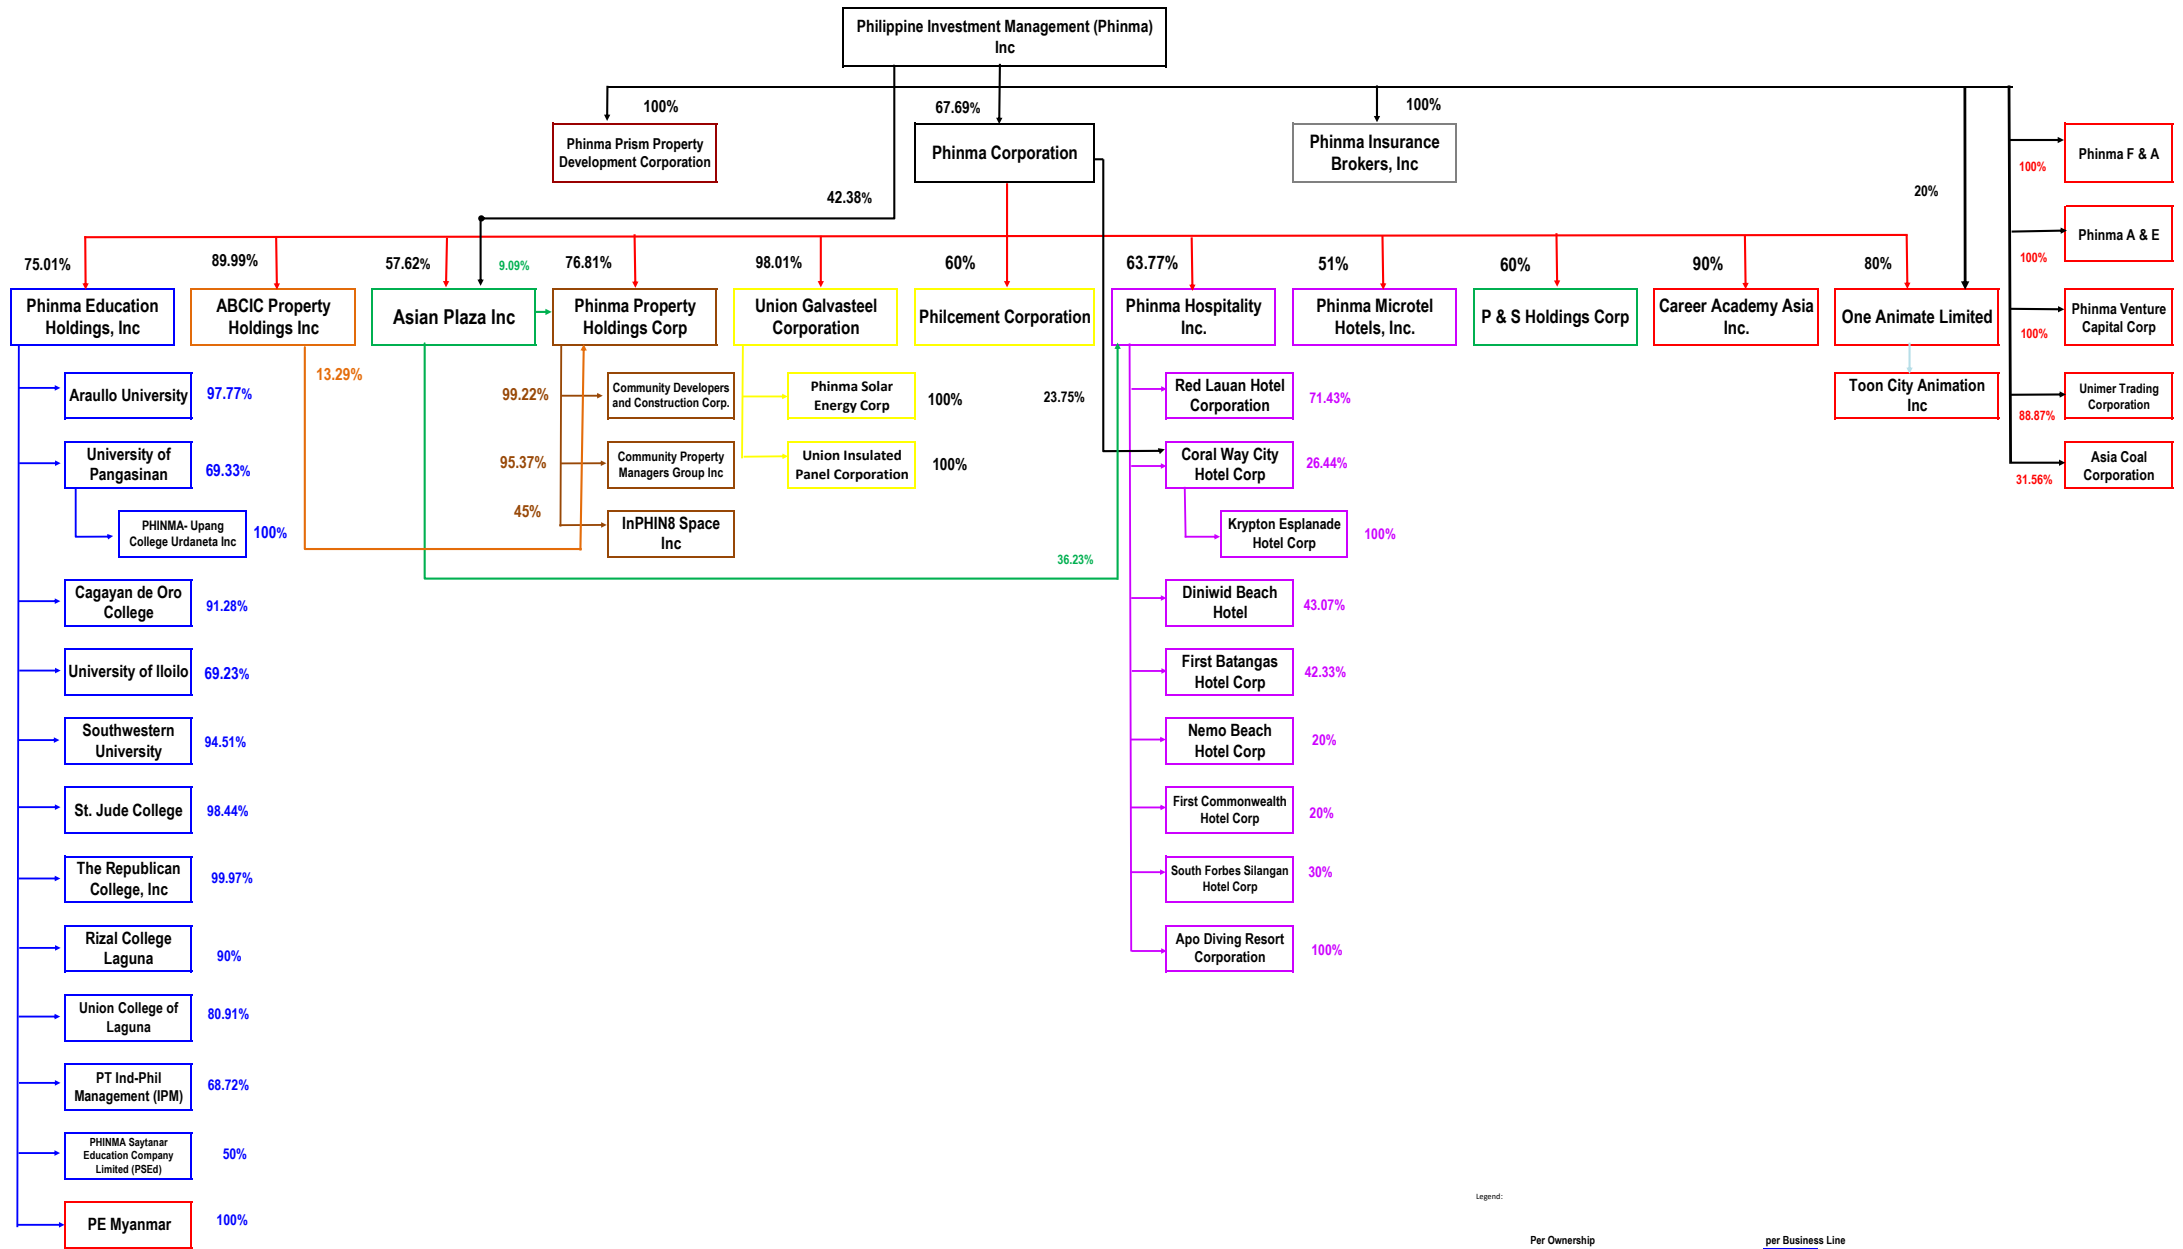 Philippine Investment Management (Phinma)
Inc
100%
67.69%
100%
Phinma Prism Property
Development Corporation
Phinma Corporation
Phinma Insurance
Brokers, Inc
Phinma F & A
100%
42.38%
20%
Phinma A & E
100%
75.01%
89.99%
57.62%
9.09%
76.81%
98.01%
60%
63.77%
51%
60%
90%
80%
Phinma Education
Holdings, Inc
ABCIC Property
Holdings Inc
Asian Plaza Inc
Phinma Property
Holdings Corp
Union Galvasteel
Corporation
Philcement Corporation
Phinma Hospitality
Inc.
Phinma Microtel
Hotels, Inc.
P & S Holdings Corp
Career Academy Asia
Inc.
One Animate Limited
Phinma Venture
Capital Corp
100%
13.29%
Araullo University
97.77%
99.22%
Community Developers
and Construction Corp.
Phinma Solar
Energy Corp
100%
23.75%
Red Lauan Hotel
Corporation
71.43%
Toon City Animation
Inc
Unimer Trading
Corporation
88.87%
University of
Pangasinan
69.33%
95.37%
Community Property
Managers Group Inc
Union Insulated
Panel Corporation
100%
Coral Way City
Hotel Corp
26.44%
Asia Coal
Corporation
31.56%
PHINMA- Upang
College Urdaneta Inc
100%
45%
InPHIN8 Space
Inc
Krypton Esplanade
Hotel Corp
100%
36.23%
Cagayan de Oro
College
91.28%
Diniwid Beach
Hotel
43.07%
University of Iloilo
69.23%
First Batangas
Hotel Corp
42.33%
Southwestern
University
94.51%
Nemo Beach
Hotel Corp
20%
St. Jude College
98.44%
First Commonwealth
Hotel Corp
20%
The Republican
College, Inc
99.97%
South Forbes Silangan
Hotel Corp
30%
Rizal College
Laguna
90%
Apo Diving Resort
Corporation
100%
Union College of
Laguna
80.91%
PT Ind-Phil
Management (IPM)
68.72%
PHINMA Saytanar
Education Company
Limited (PSEd)
50%
PE Myanmar
100%
Legend:
Per Ownership
per Business Line